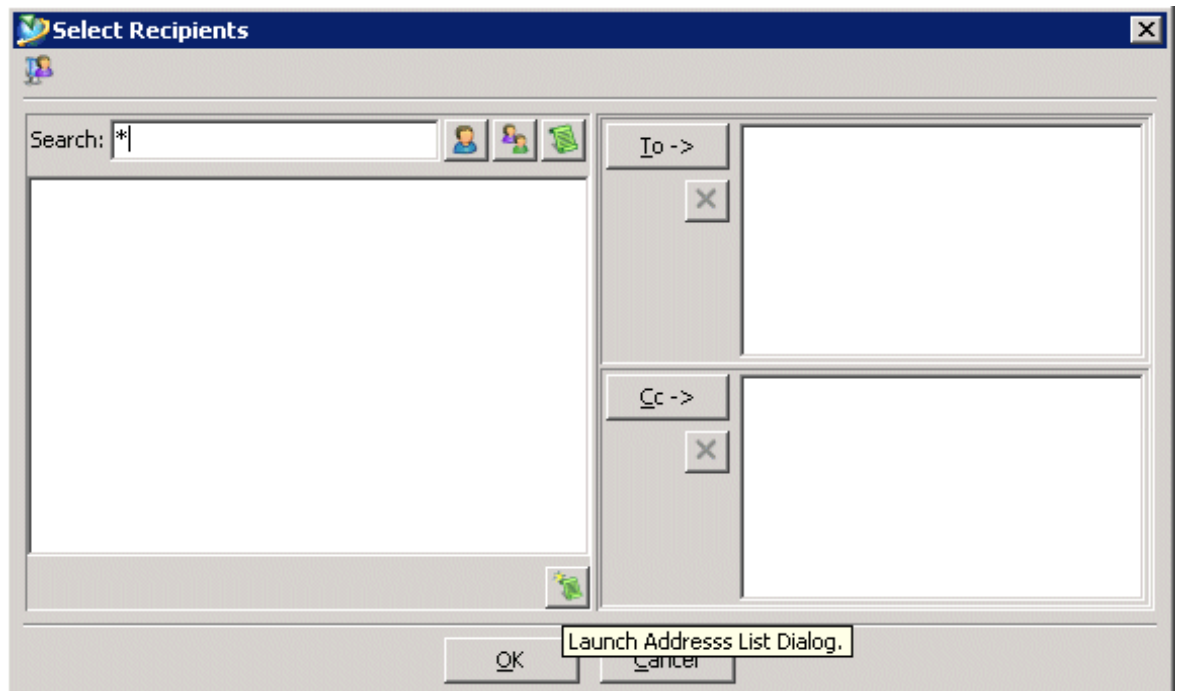 Select Recipients
Search: *
To ->
Cc ->
Launch Addresss List Dialog.
OK
Cancel